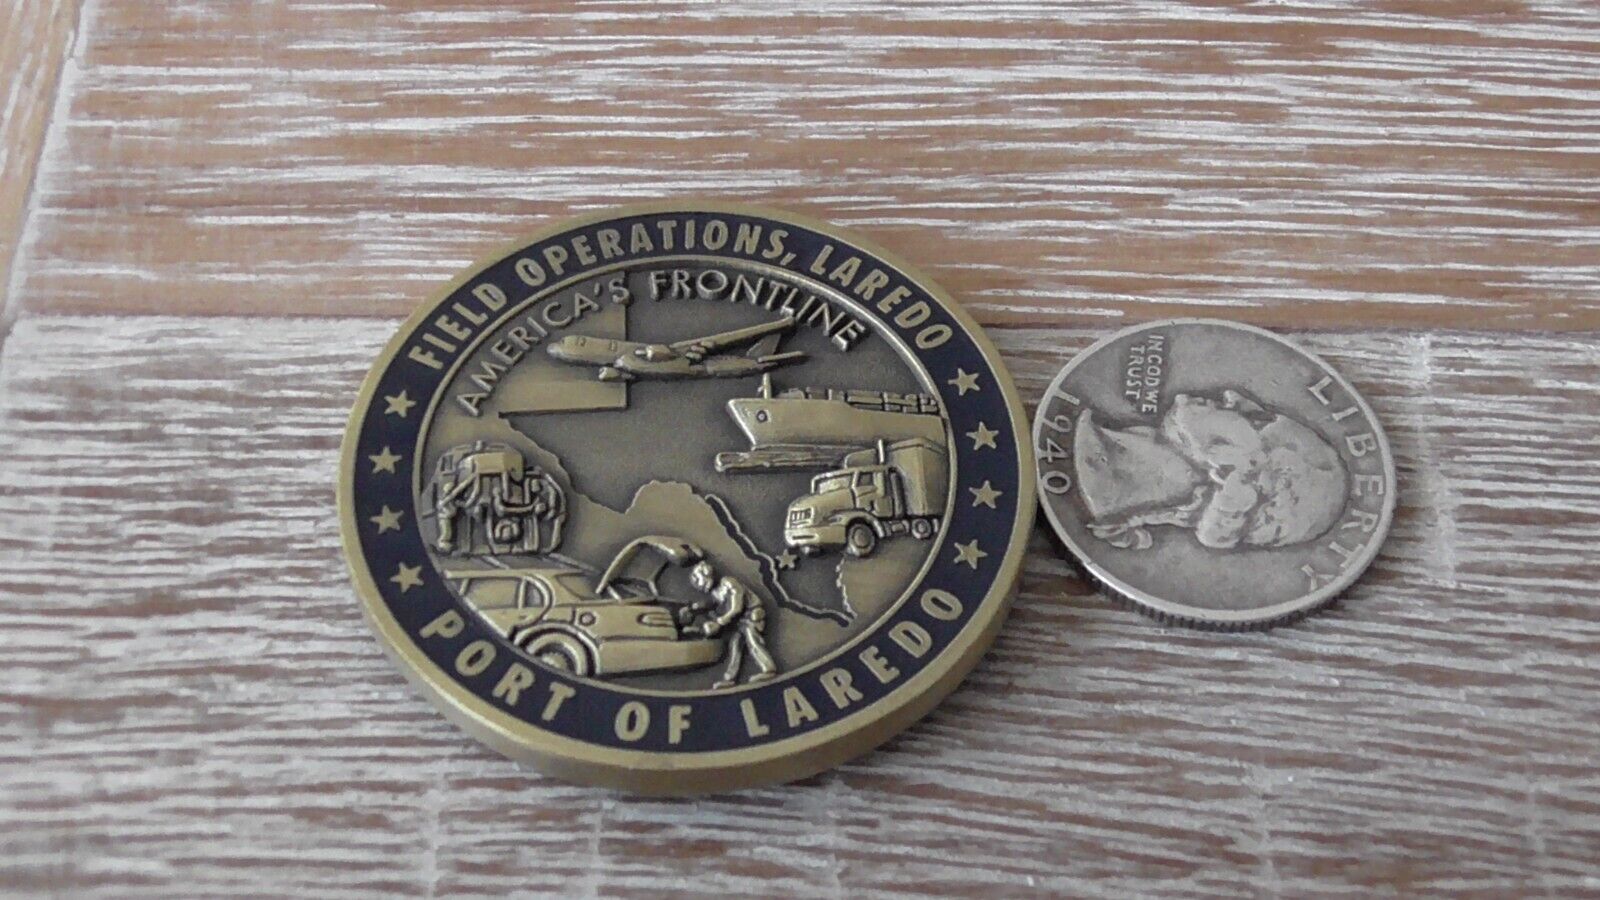 FIELD OPERATIONS, LAREDO
AMERICA'S FRONTLINE
PORT OF LAREDO
LIBERTY
IN GOD WE
TRUST
1940